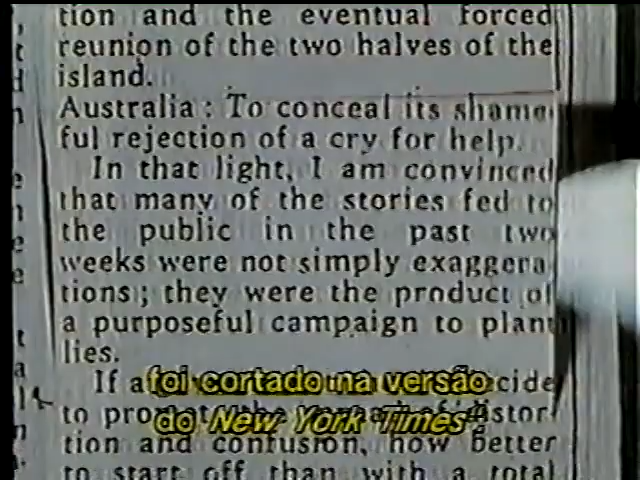 tion and the eventual forced
reunion of the two halves of the
island.
Australia: To conceal its shame
ful rejection of a cry for help.
In that light, I am convinced
that many of the stories fed to
the public in the past two
weeks were not simply exaggera
tions; they were the product of
a purposeful campaign to plant
lies.
If a cide
to pro distor
tion and confusion, how better
to start off than with a total
foi cortado na versão
do New York Times.